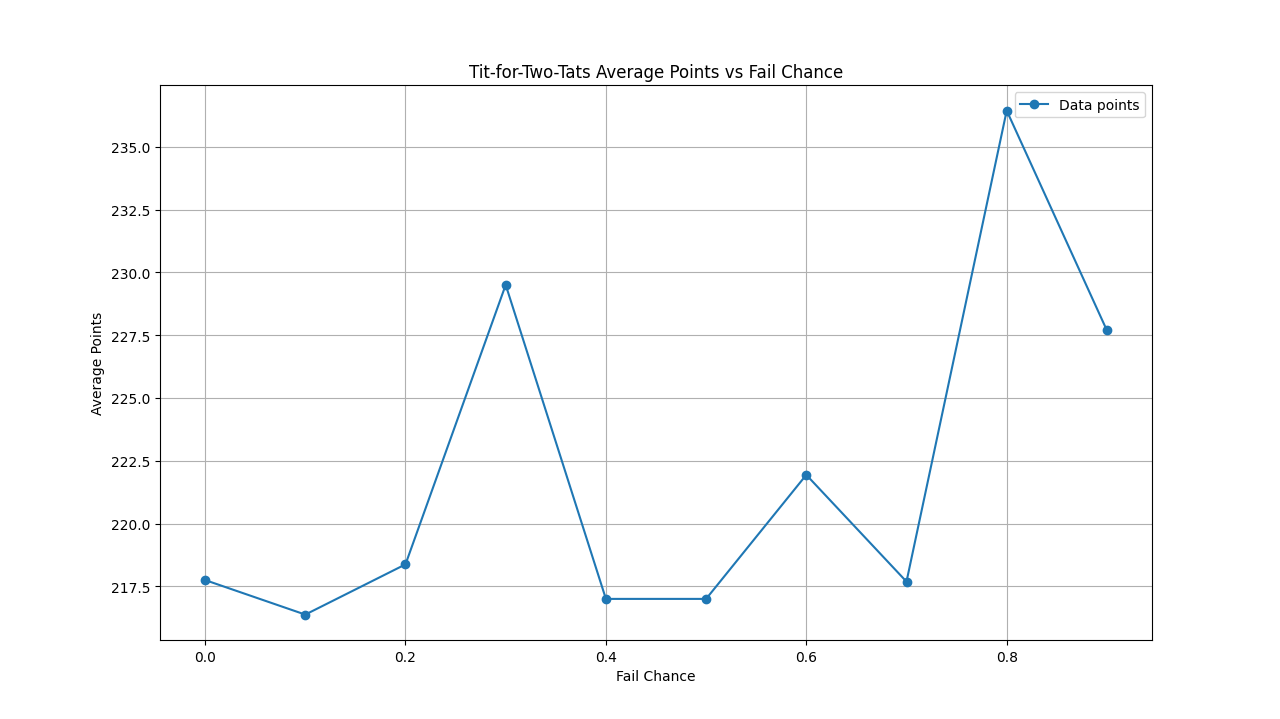 Tit-for-Two-Tats Average Points vs Fail Chance
Data points
235.0
232.5
230.0
227.5
225.0
222.5
220.0
217.5
Average Points
0.0 0.2 0.4 0.6 0.8
Fail Chance